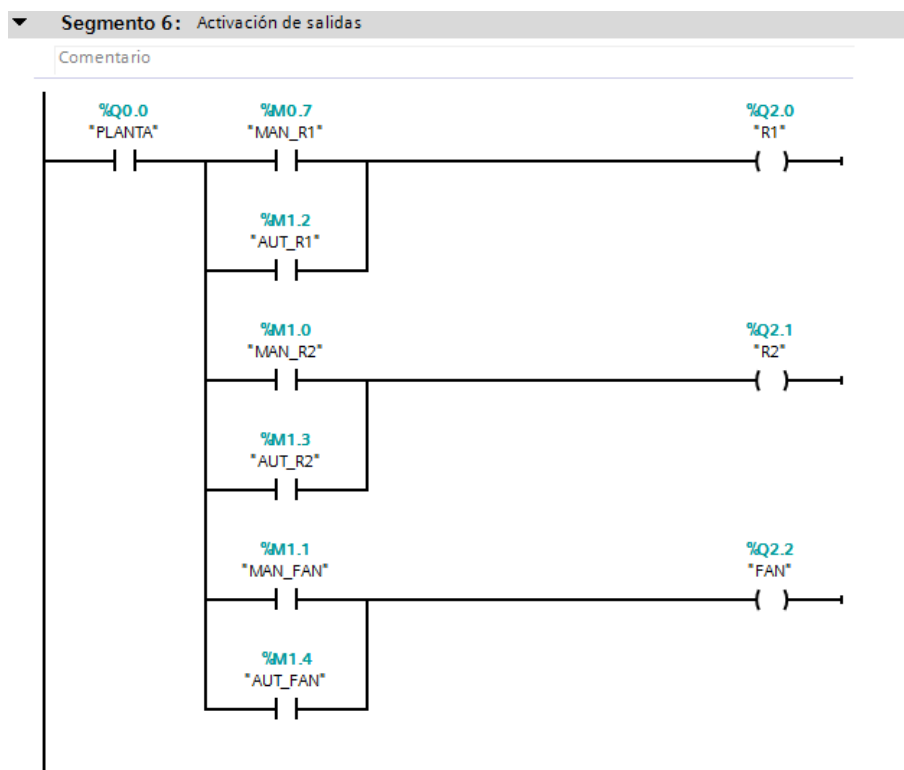 Segmento 6: Activación de salidas
Comentario
%Q0.0 %M0.7 %Q2.0
"PLANTA" "MAN_R1" "R1"
%M1.2
"AUT_R1"
%M1.0 %Q2.1
"MAN_R2" "R2"
%M1.3
"AUT_R2"
%M1.1 %Q2.2
"MAN_FAN" "FAN"
%M1.4
"AUT_FAN"